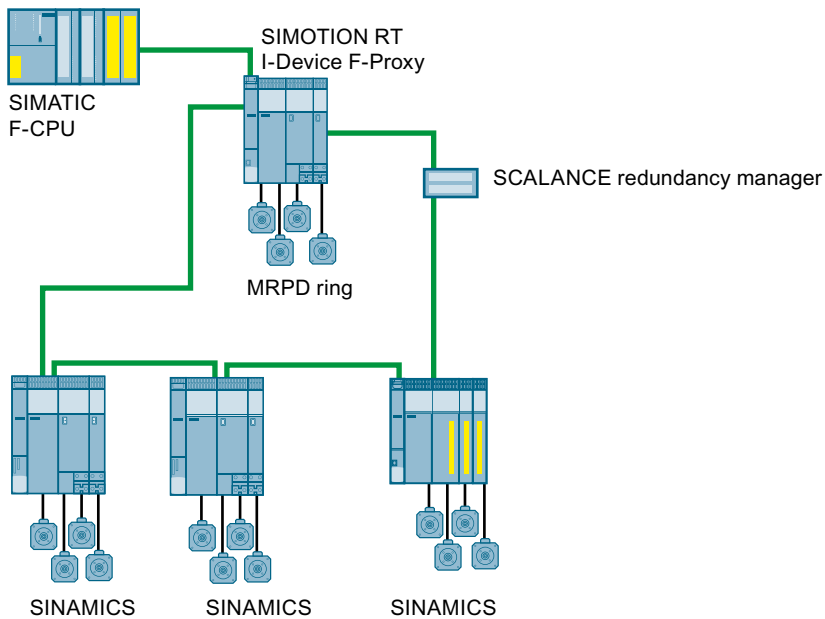 SIMOTION RT
I-Device F-Proxy
SIMATIC
F-CPU
SCALANCE redundancy manager
MRPD ring
SINAMICS
SINAMICS
SINAMICS